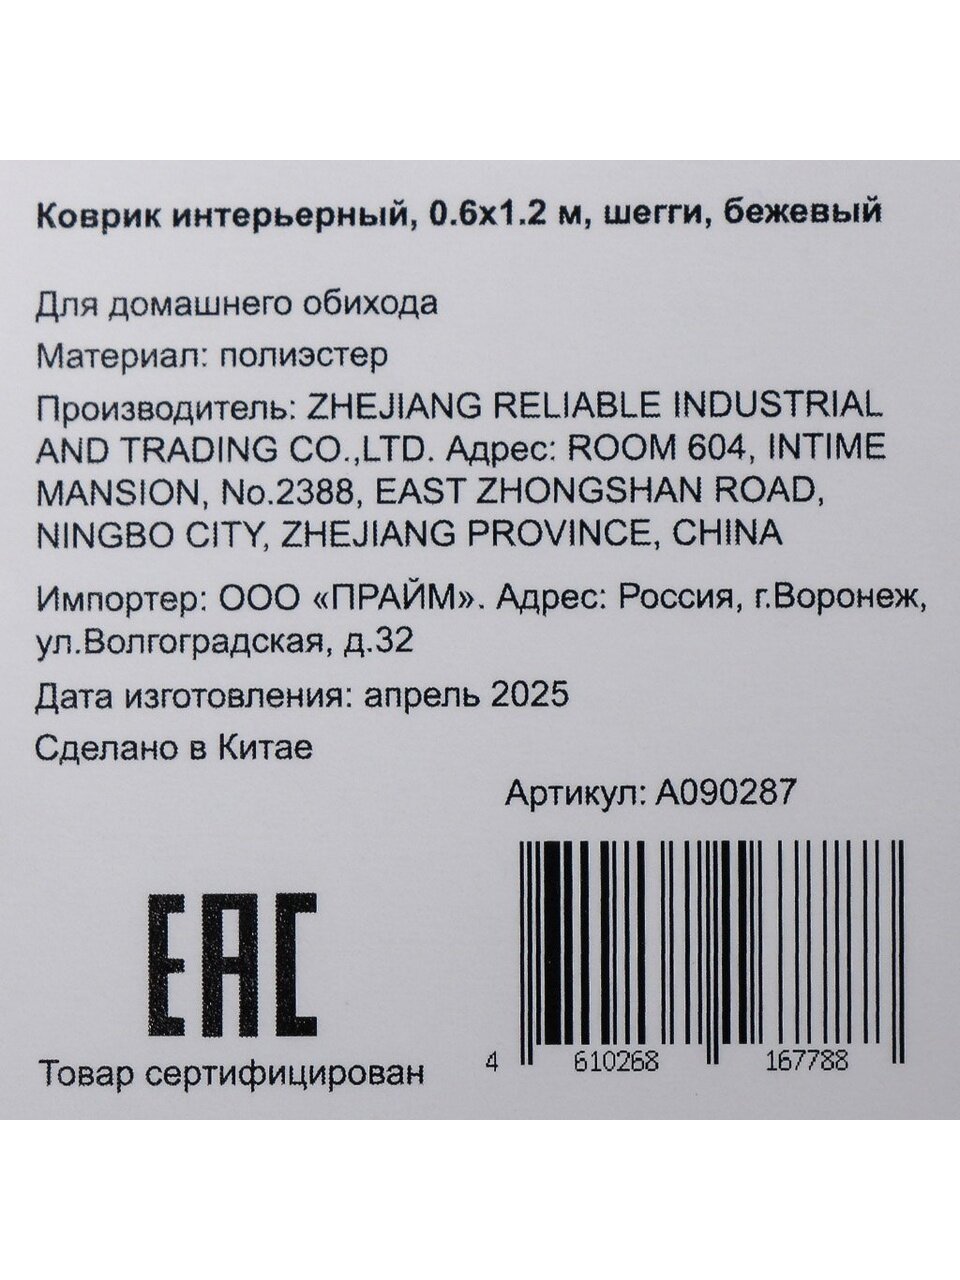 Коврик интерьерный, 0.6х1.2 м, шегги, бежевый
Для домашнего обихода
Материал: полиэстер
Производитель: ZHEJIANG RELIABLE INDUSTRIAL
AND TRADING CO.,LTD. Адрес: ROOM 604, INTIME
MANSION, No.2388, EAST ZHONGSHAN ROAD,
NINGBO CITY, ZHEJIANG PROVINCE, CHINA
Импортер: ООО «ПРАЙМ». Адрес: Россия, г.Воронеж,
ул.Волгоградская, д.32
Дата изготовления: апрель 2025
Сделано в Китае
Артикул: А090287
EAC
Товар сертифицирован
4 610268 167788